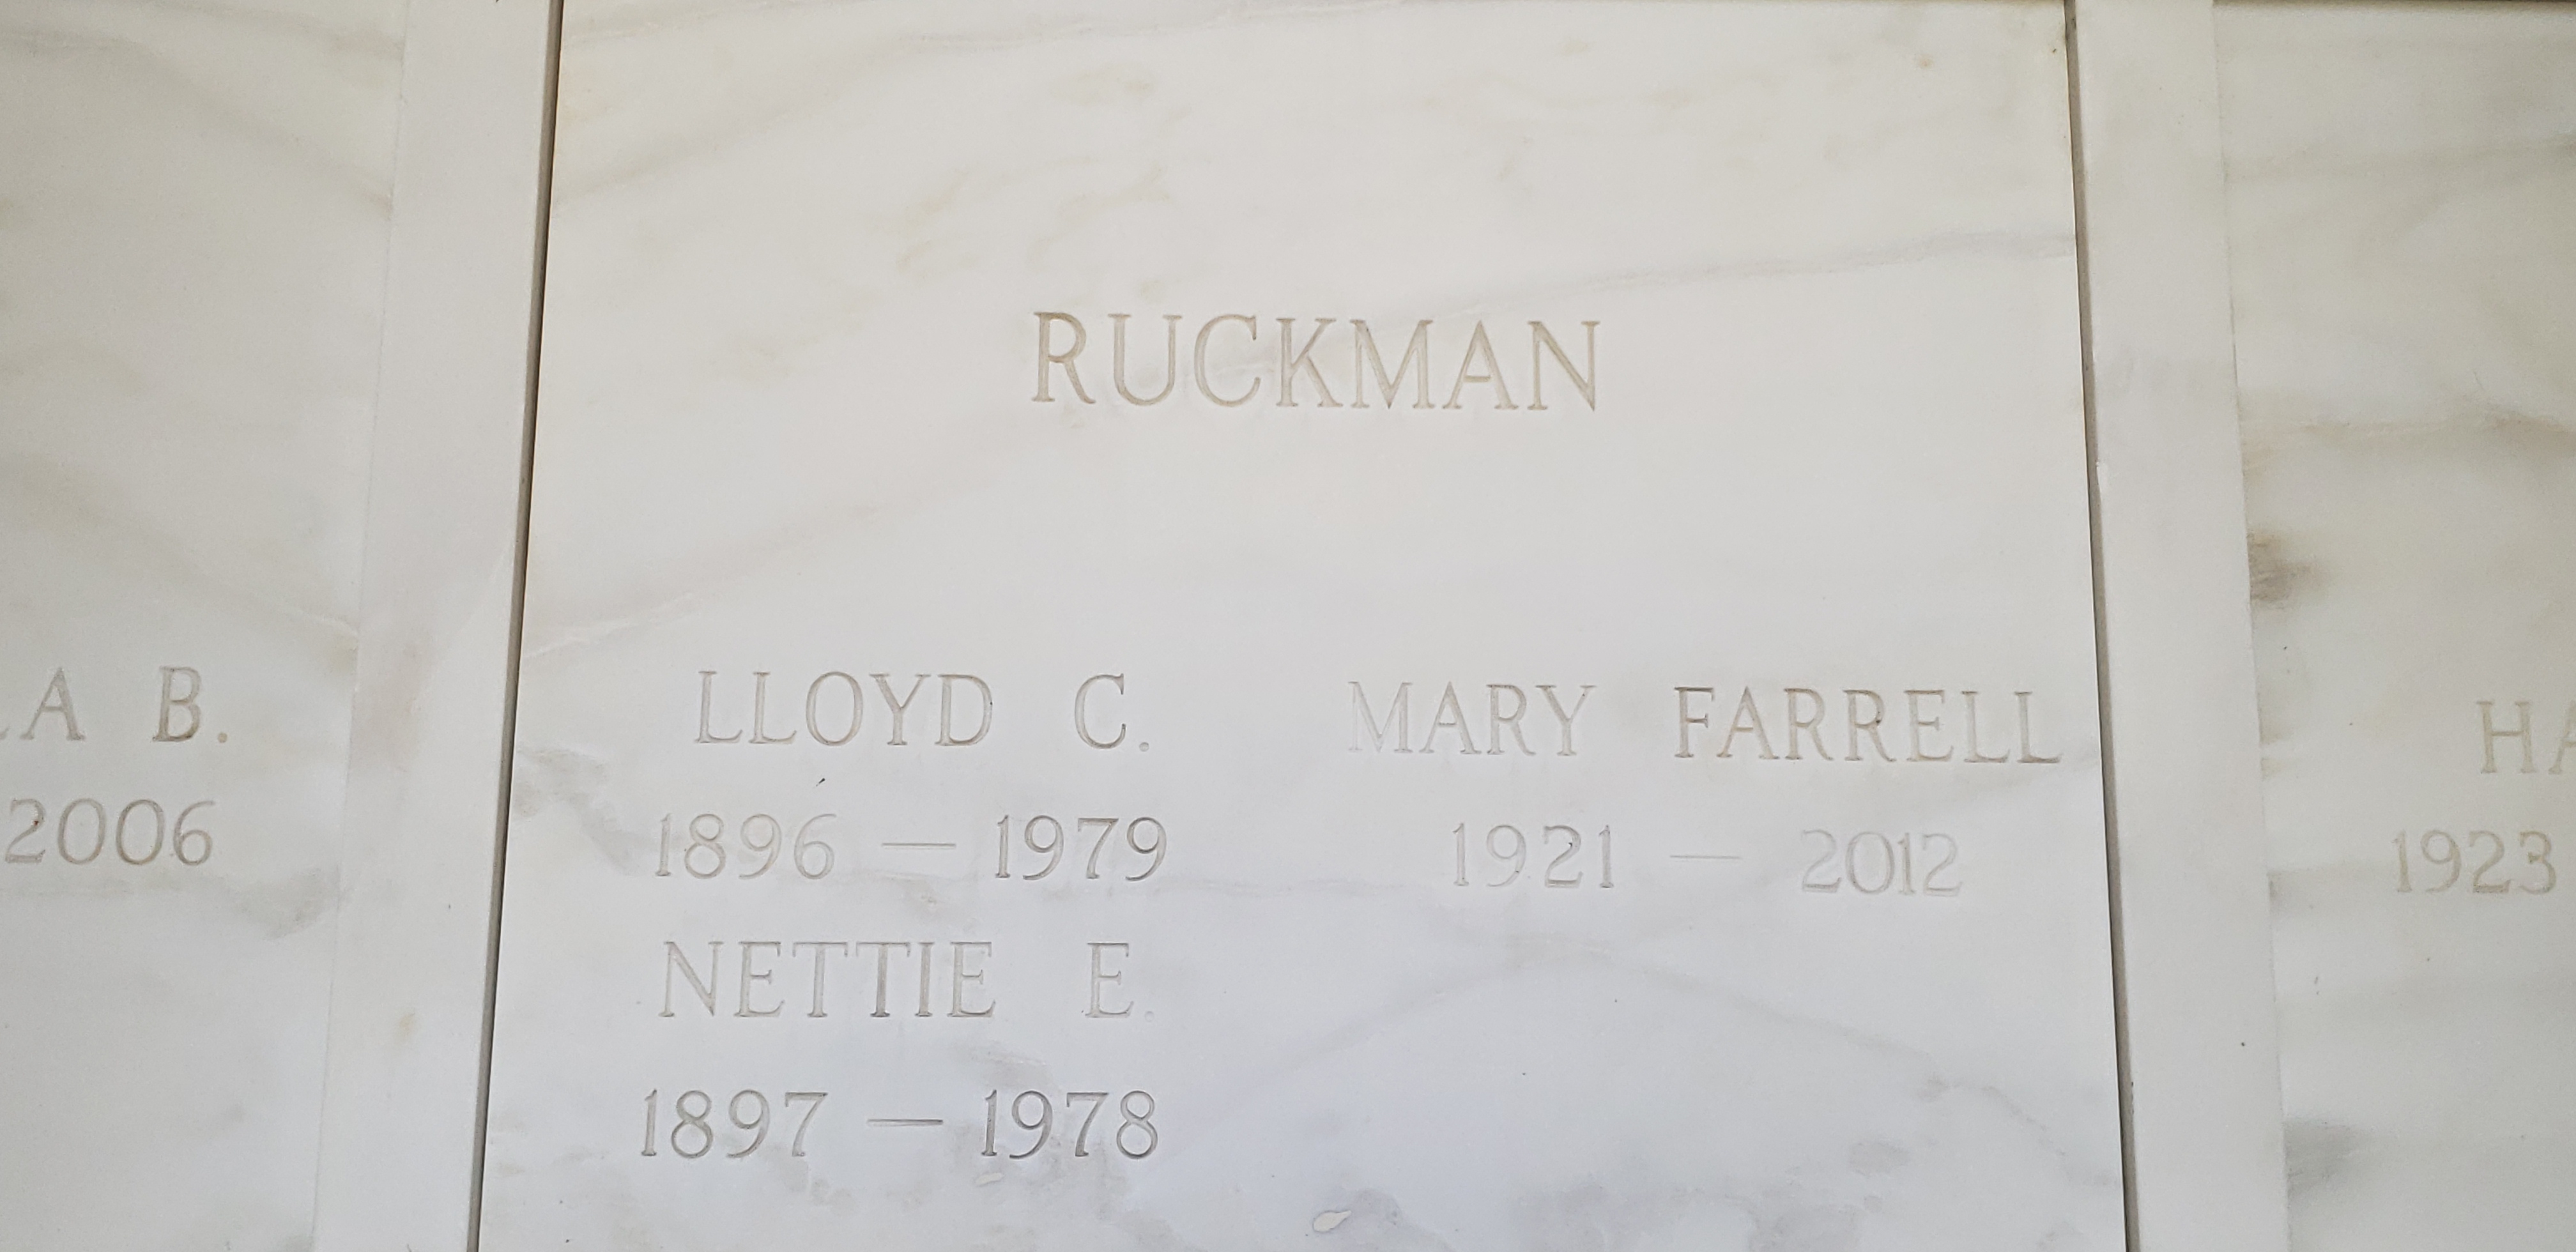 RUCKMAN
LLOYD C. MARY FARRELL
1896 — 1979 1921 — 2012
NETTIE E.
1897 — 1978
A B.
2006
1923